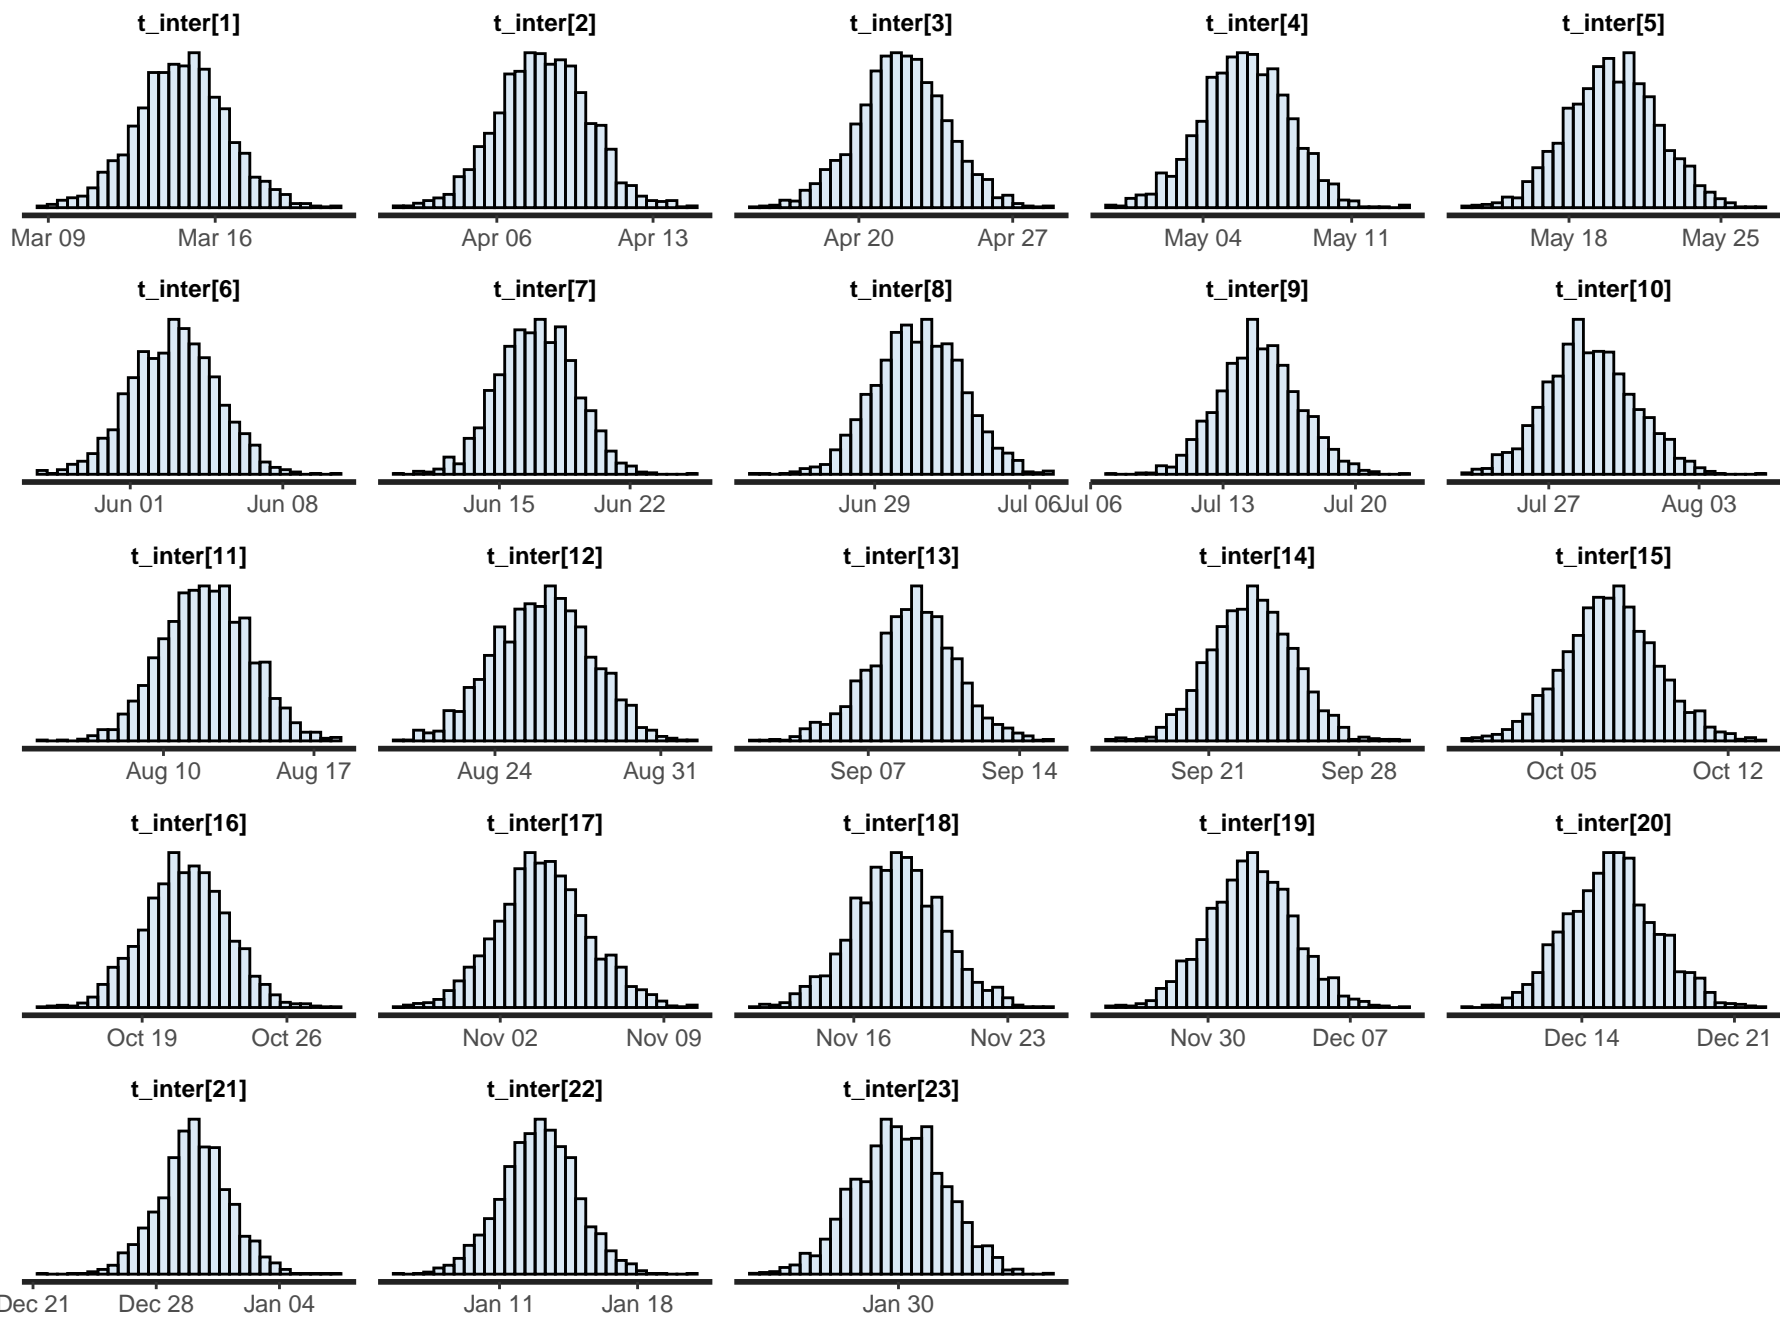 t_inter[1] t_inter[2] t_inter[3] t_inter[4] t_inter[5]
Mar 09 Mar 16 Apr 06 Apr 13 Apr 20 Apr 27 May 04 May 11 May 18 May 25
t_inter[6] t_inter[7] t_inter[8] t_inter[9] t_inter[10]
Jun 01 Jun 08 Jun 15 Jun 22 Jun 29 Jul 06 Jul 06 Jul 13 Jul 20 Jul 27 Aug 03
t_inter[11] t_inter[12] t_inter[13] t_inter[14] t_inter[15]
Aug 10 Aug 17 Aug 24 Aug 31 Sep 07 Sep 14 Sep 21 Sep 28 Oct 05 Oct 12
t_inter[16] t_inter[17] t_inter[18] t_inter[19] t_inter[20]
Oct 19 Oct 26 Nov 02 Nov 09 Nov 16 Nov 23 Nov 30 Dec 07 Dec 14 Dec 21
t_inter[21] t_inter[22] t_inter[23]
Dec 21 Dec 28 Jan 04 Jan 11 Jan 18 Jan 30